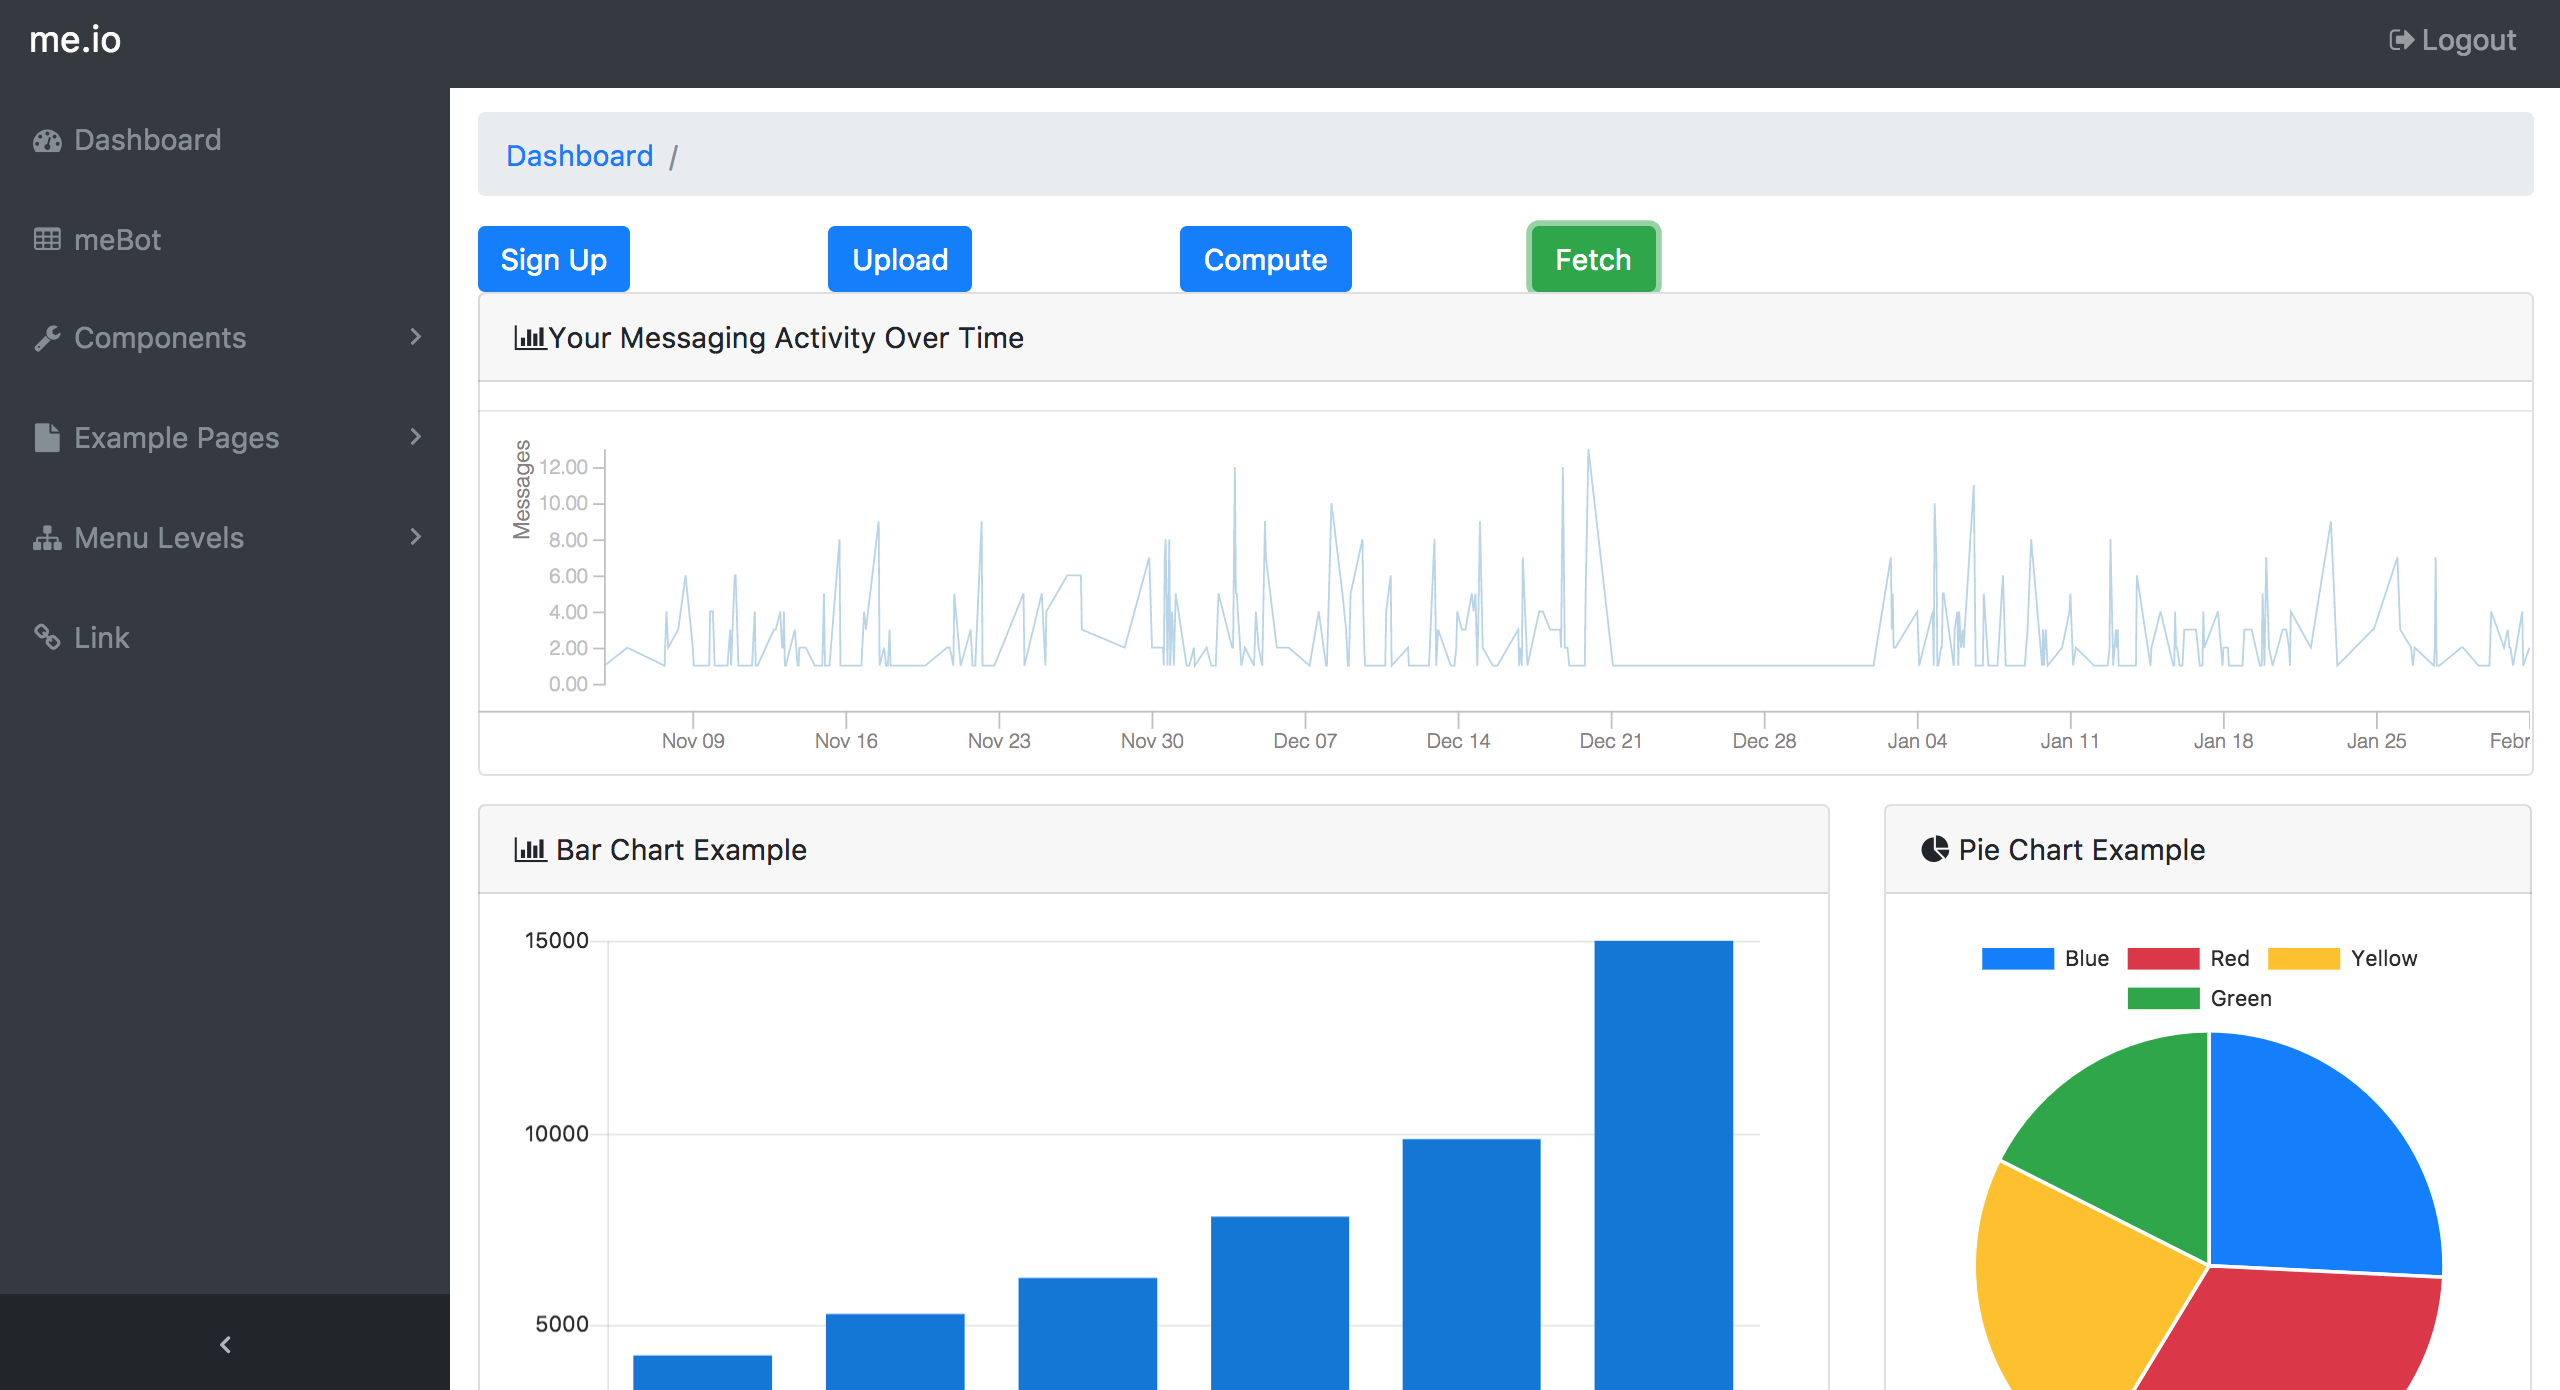 me.io
Logout
Dashboard
meBot
Components
Example Pages
Menu Levels
Link
Dashboard /
Sign Up
Upload
Compute
Fetch
Your Messaging Activity Over Time
Messages
12.00
10.00
8.00
6.00
4.00
2.00
0.00
Nov 09
Nov 16
Nov 23
Nov 30
Dec 07
Dec 14
Dec 21
Dec 28
Jan 04
Jan 11
Jan 18
Jan 25
Febr
Bar Chart Example
15000
10000
5000
Pie Chart Example
Blue
Red
Yellow
Green